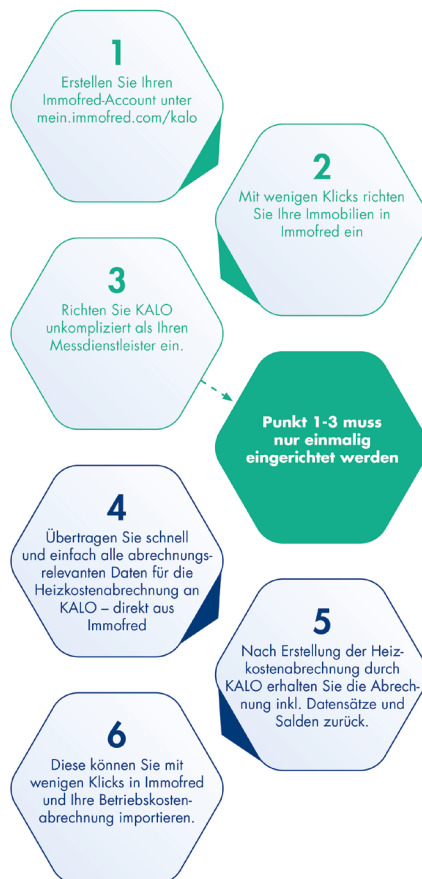 1
Erstellen Sie Ihren
Immofred-Account unter
mein.immofred.com/kalo
2
Mit wenigen Klicks richten
Sie Ihre Immobilien in
Immofred ein
3
Richten Sie KALO
unkompliziert als Ihren
Messdienstleister ein.
Punkt 1-3 muss
nur einmalig
eingerichtet werden
4
Übertragen Sie schnell
und einfach alle abrechnungs-
relevanten Daten für die
Heizkostenabrechnung an
KALO – direkt aus
Immofred
5
Nach Erstellung der Heiz-
kostenabrechnung durch
KALO erhalten Sie die Abrech-
nung inkl. Datensätze und
Salden zurück.
6
Diese können Sie mit
wenigen Klicks in Immofred
und Ihre Betriebskosten-
abrechnung importieren.